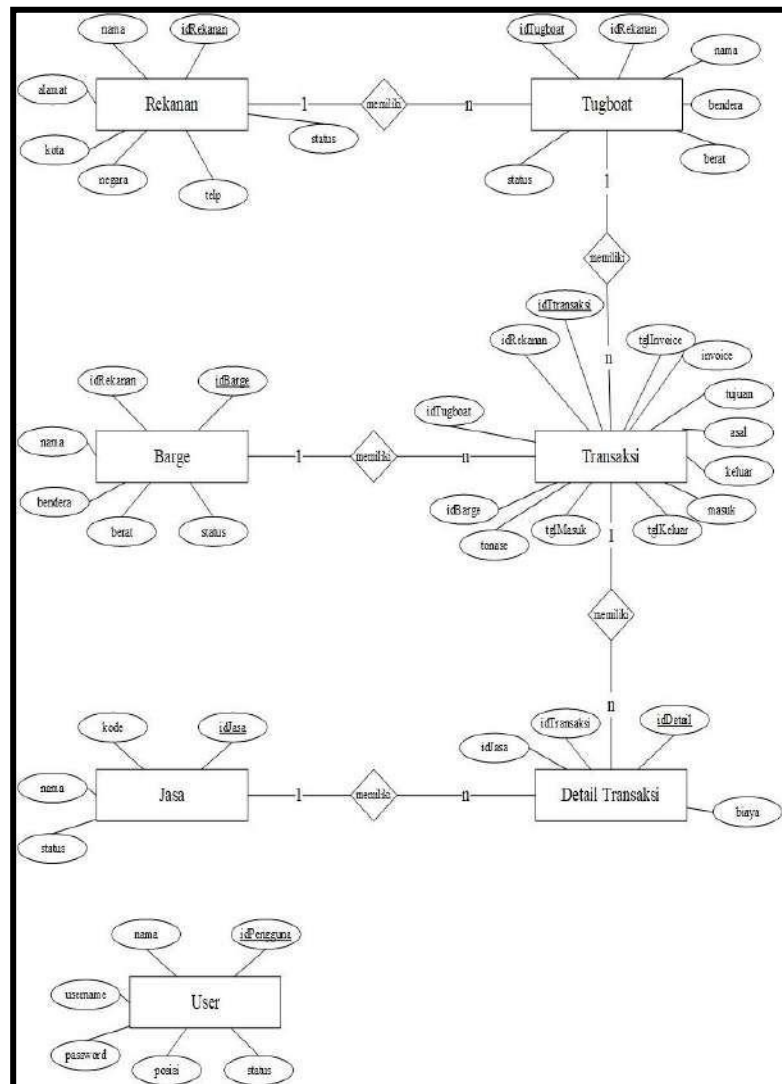 nama
idRekanan
alamat
Rekanan
kota
negara
telp
status
1
memiliki
n
idTugboat
idRekanan
nama
Tugboat
bendera
berat
status
1
memiliki
n
idTtransaksi
idRekanan
tglInvoice
invoice
tujuan
idTugboat
asal
Transaksi
keluar
masuk
idBarge
tonase
tglMasuk
tglKeluar
idRekanan
idBarge
nama
Barge
bendera
berat
status
1
memiliki
n
1
memiliki
n
kode
idJasa
nama
Jasa
status
1
memiliki
n
idJasa
idTransaksi
idDetail
Detail Transaksi
biaya
nama
idPengguna
username
User
password
posisi
status